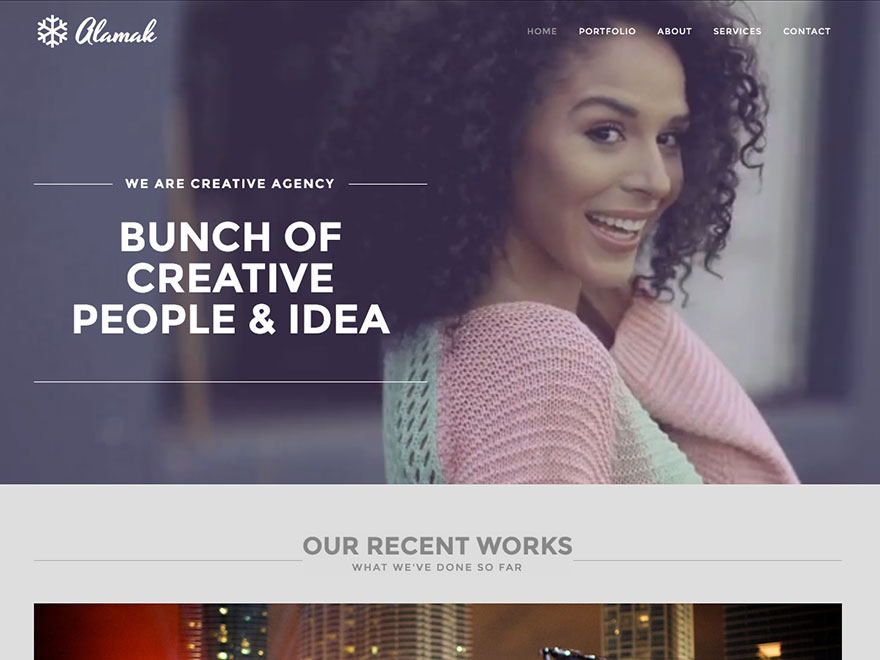 Alamak
HOME PORTFOLIO ABOUT SERVICES CONTACT
WE ARE CREATIVE AGENCY
BUNCH OF
CREATIVE
PEOPLE & IDEA
OUR RECENT WORKS
WHAT WE'VE DONE SO FAR